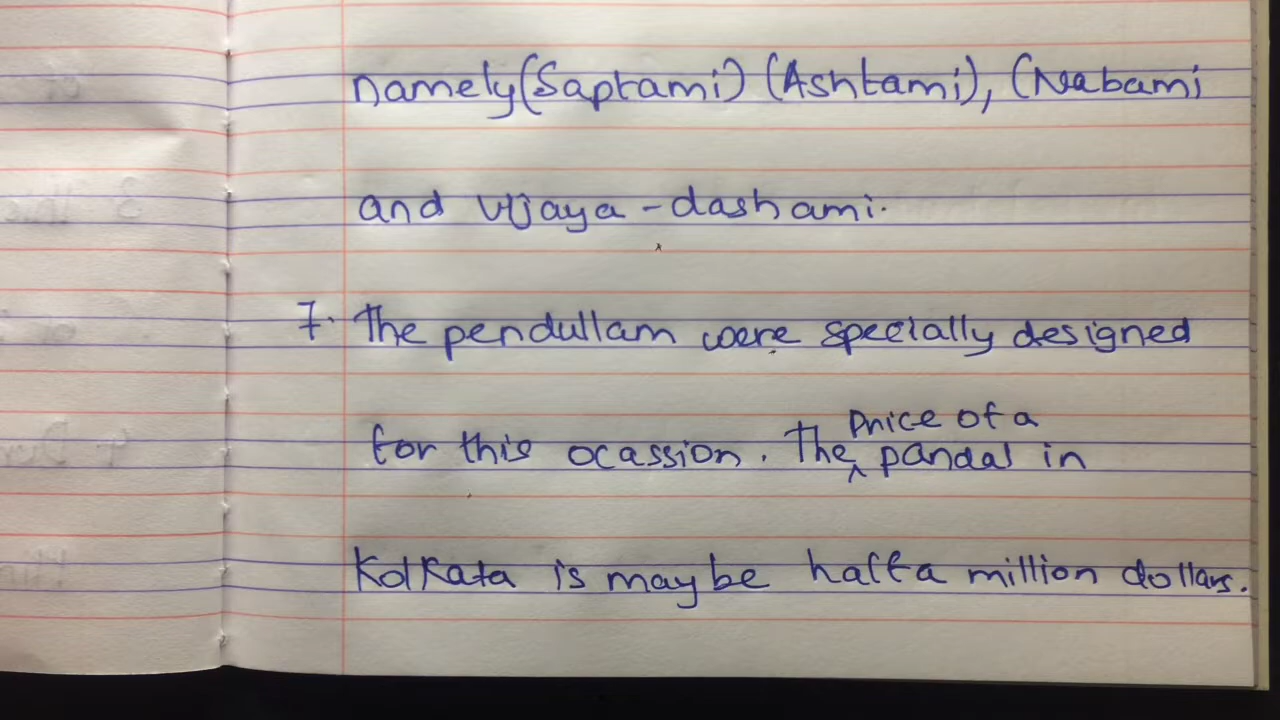 namely(Saptami) (Ashtami), (Nabami
and Vijaya-dashami.
7. The pendullam were specially designed
for this ocassion. The price of a pandal in
Kolkata is maybe half a million dollars.